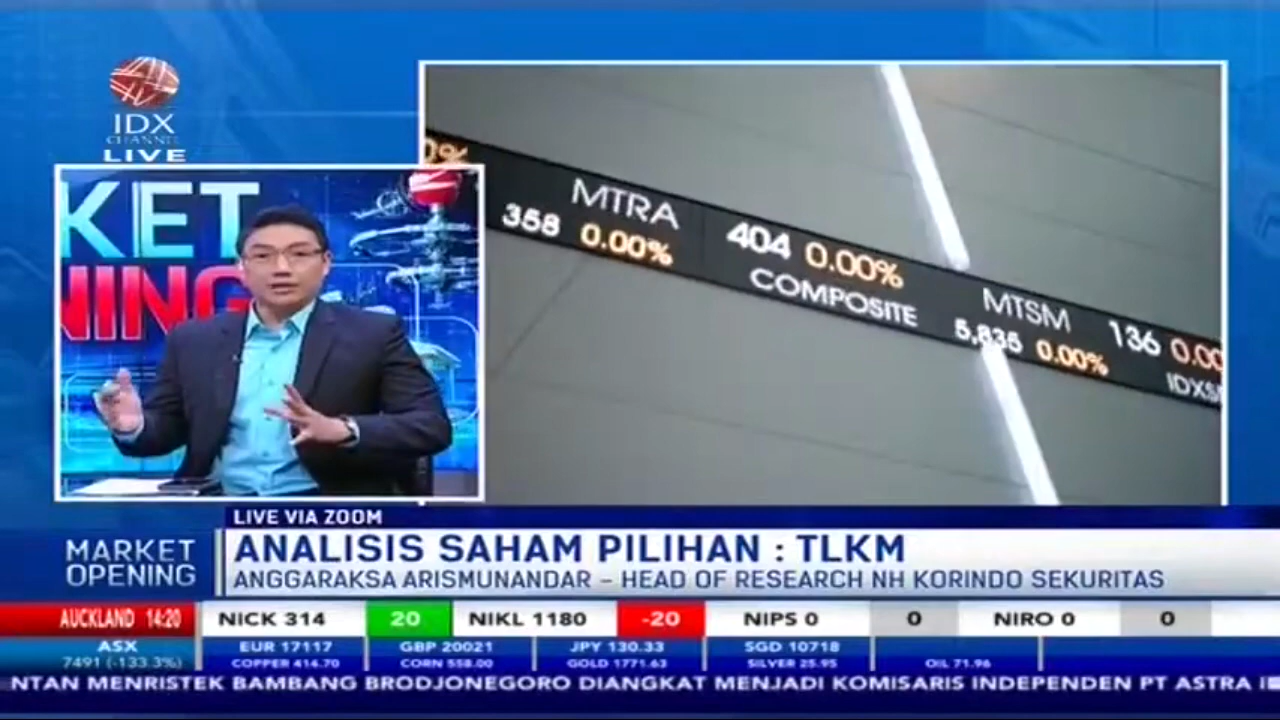 IDX
CHANNEL
LIVE
KET
NING
0%
MTRA
358 0.00%
404 0.00%
COMPOSITE
MTSM
5,835 0.00%
136 0.00
LIVE VIA ZOOM
MARKET
OPENING
ANALISIS SAHAM PILIHAN : TLKM
ANGGARAKSA ARISMUNANDAR – HEAD OF RESEARCH NH KORINDO SEKURITAS
AUCKLAND 14:20 NICK 314 20 NIKL 1180 -20 NIPS 0 0 NIRO 0 0
ASX EUR 17117 GBP 20021 JPY 130.33 SGD 10718
7491 (-133.3%) COPPER 414.70 CORN 558.00 GOLD 1771.63 SILVER 25.95 OIL 71.96
NTAN MENRISTEK BAMBANG BRODJONEGORO DIANGKAT MENJADI KOMISARIS INDEPENDEN PT ASTRA I